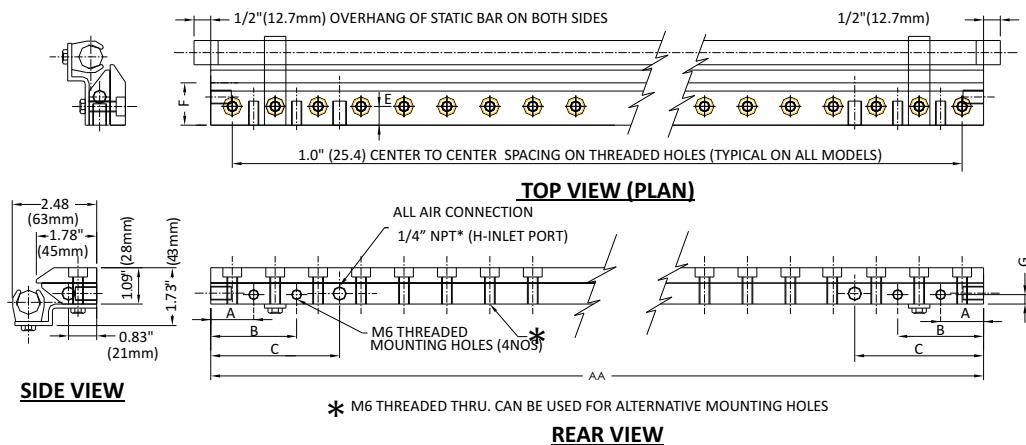 1/2"(12.7mm) OVERHANG OF STATIC BAR ON BOTH SIDES
1/2"(12.7mm)
F
E
1.0" (25.4) CENTER TO CENTER SPACING ON THREADED HOLES (TYPICAL ON ALL MODELS)
TOP VIEW (PLAN)
2.48
(63mm)
1.78"
(45mm)
1.09" (28mm)
1.73" (43mm)
0.83"
(21mm)
SIDE VIEW
ALL AIR CONNECTION
1/4" NPT* (H-INLET PORT)
G
A
B
C
M6 THREADED
MOUNTING HOLES (4NOS)
*
A
B
C
AA
* M6 THREADED THRU. CAN BE USED FOR ALTERNATIVE MOUNTING HOLES
REAR VIEW